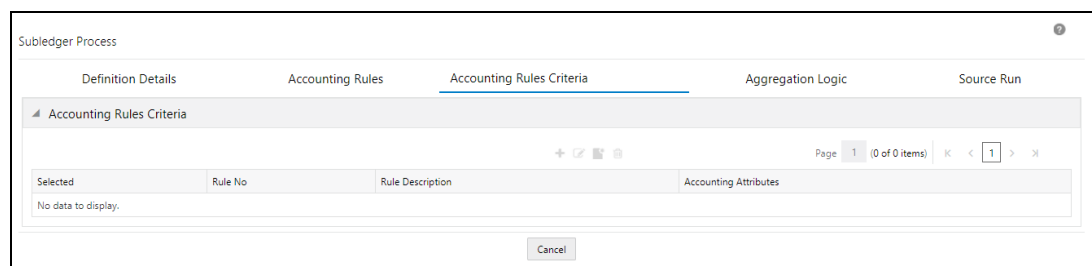 Subledger Process
Definition Details Accounting Rules Accounting Rules Criteria Aggregation Logic Source Run
Accounting Rules Criteria
Page 1 (0 of 0 items) 1
Selected Rule No Rule Description Accounting Attributes
No data to display.
Cancel